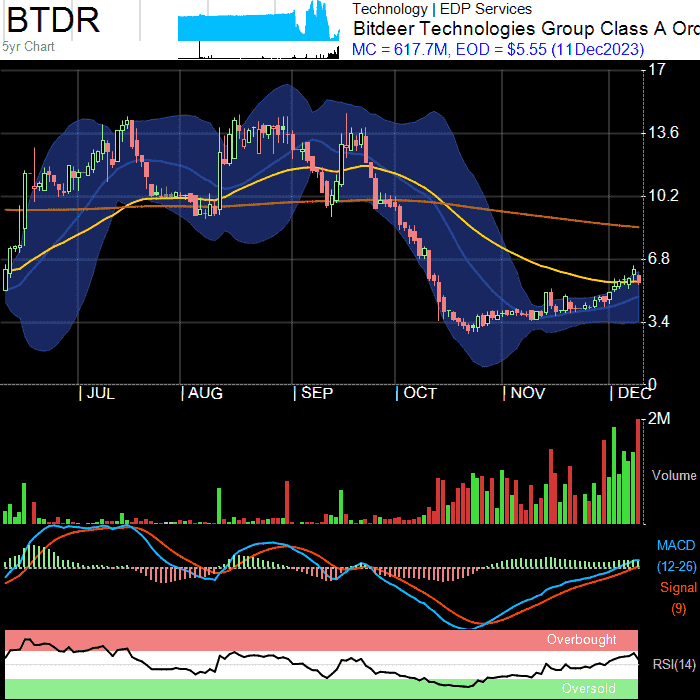 BTDR
5yr Chart
Technology | EDP Services
Bitdeer Technologies Group Class A Ord
MC = 617.7M, EOD = $5.55 (11Dec2023)
17
13.6
10.2
6.8
3.4
0
| JUL | AUG | SEP | OCT | NOV | DEC
2M
Volume
MACD
(12-26)
Signal
(9)
Overbought
RSI(14)
Oversold